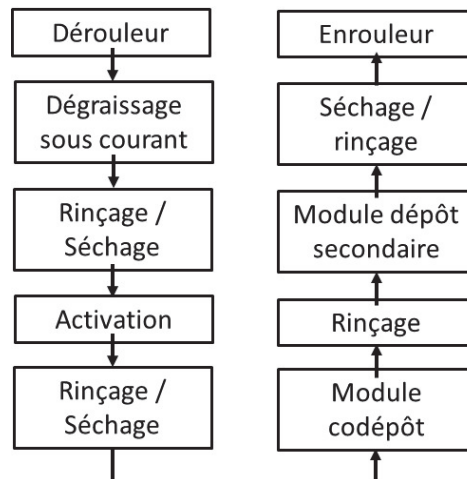 Dérouleur
Dégraissage
sous courant
Rinçage /
Séchage
Activation
Rinçage /
Séchage
Enrouleur
Séchage /
rinçage
Module dépôt
secondaire
Rinçage
Module
codépôt